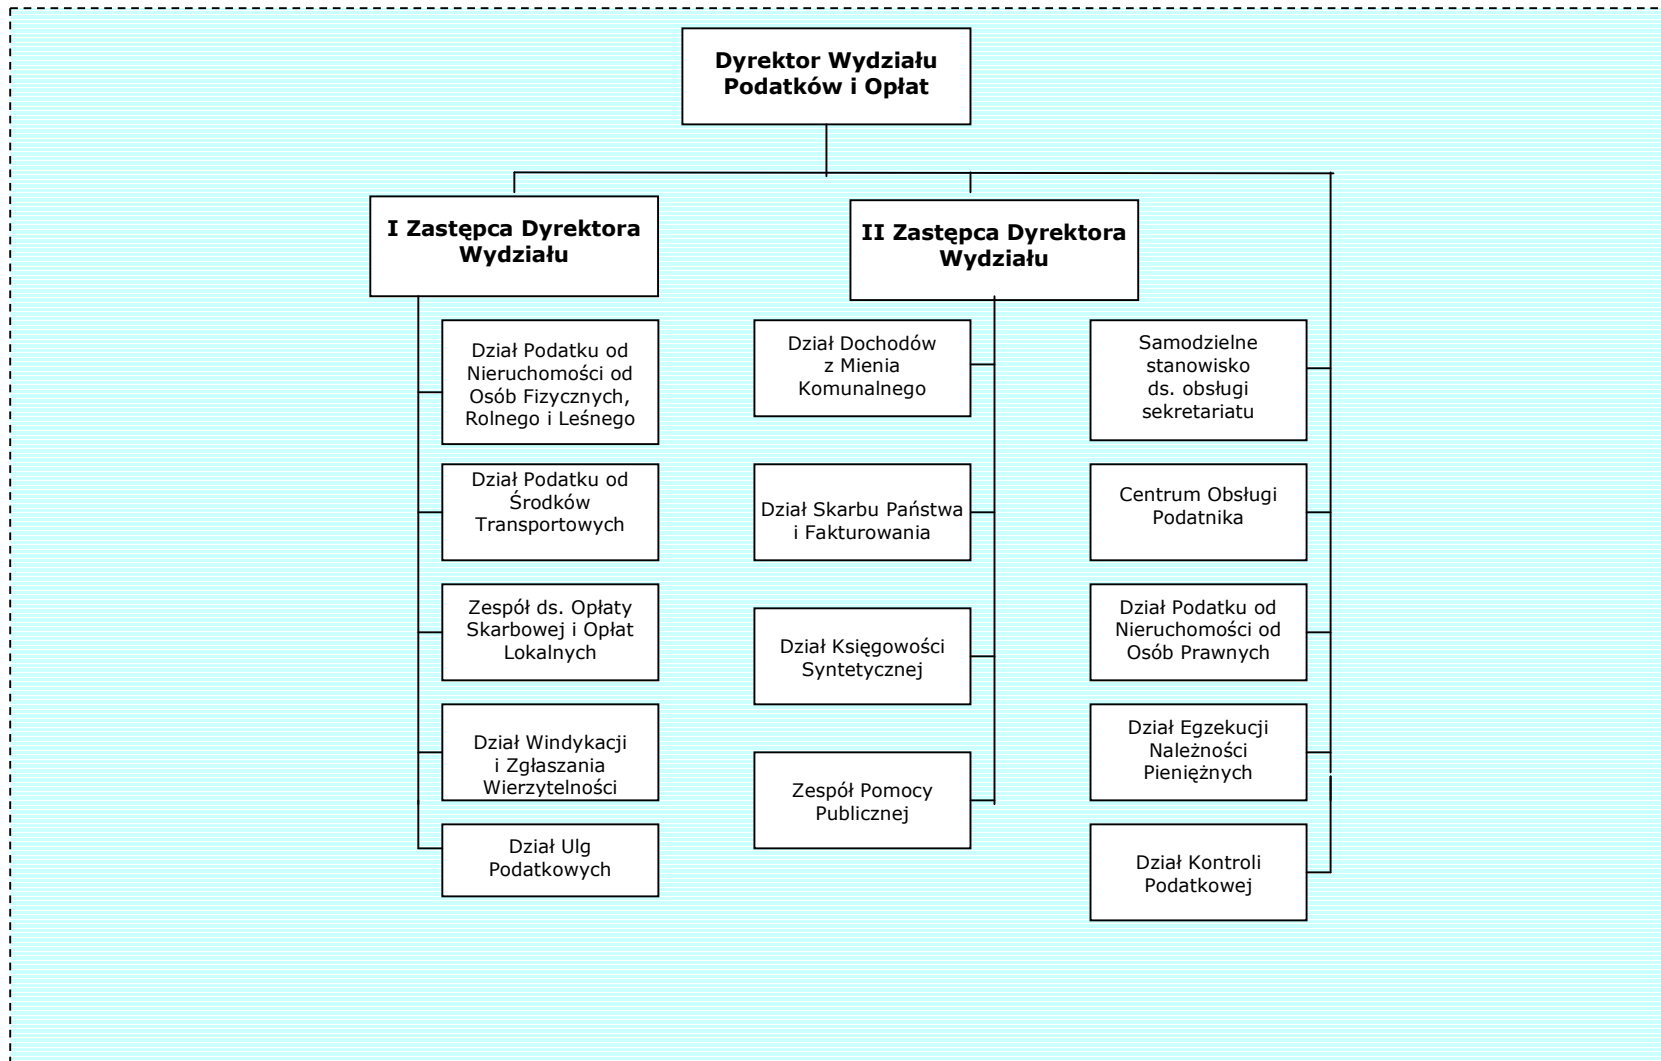 Dyrektor Wydziału
Podatków i Opłat
I Zastępca Dyrektora
Wydziału
II Zastępca Dyrektora
Wydziału
Dział Podatku od
Nieruchomości od
Osób Fizycznych,
Rolnego i Leśnego
Dział Podatku od
Środków
Transportowych
Zespół ds. Opłaty
Skarbowej i Opłat
Lokalnych
Dział Windykacji
i Zgłaszania
Wierzytelności
Dział Ulg
Podatkowych
Dział Dochodów
z Mienia
Komunalnego
Dział Skarbu Państwa
i Fakturowania
Dział Księgowości
Syntetycznej
Zespół Pomocy
Publicznej
Samodzielne
stanowisko
ds. obsługi
sekretariatu
Centrum Obsługi
Podatnika
Dział Podatku od
Nieruchomości od
Osób Prawnych
Dział Egzekucji
Należności
Pieniężnych
Dział Kontroli
Podatkowej